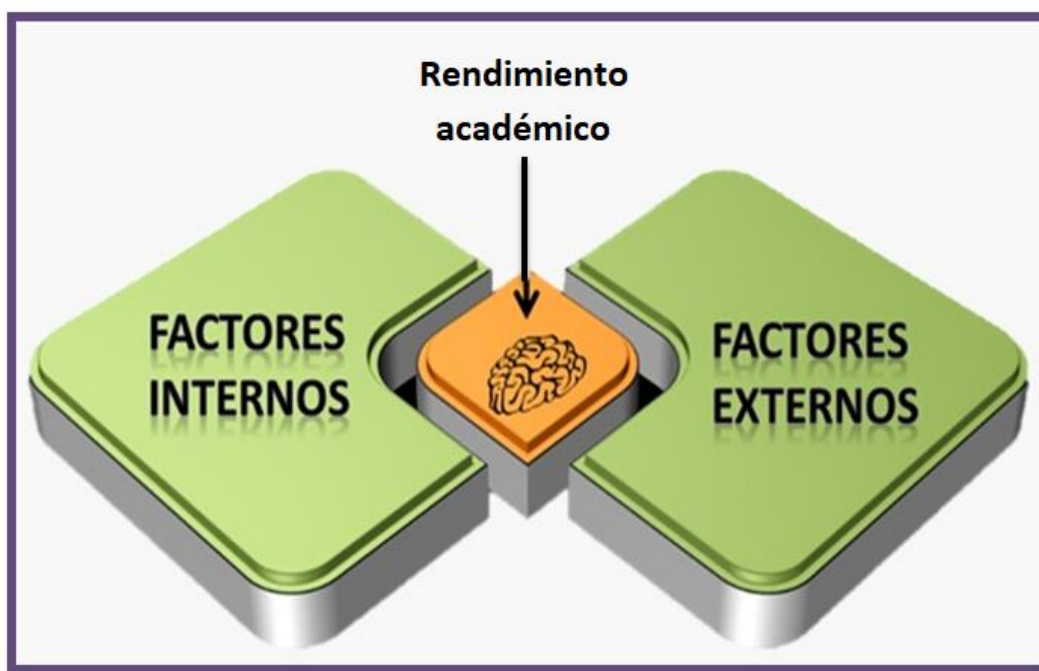 Rendimiento
académico
FACTORES
INTERNOS
FACTORES
EXTERNOS